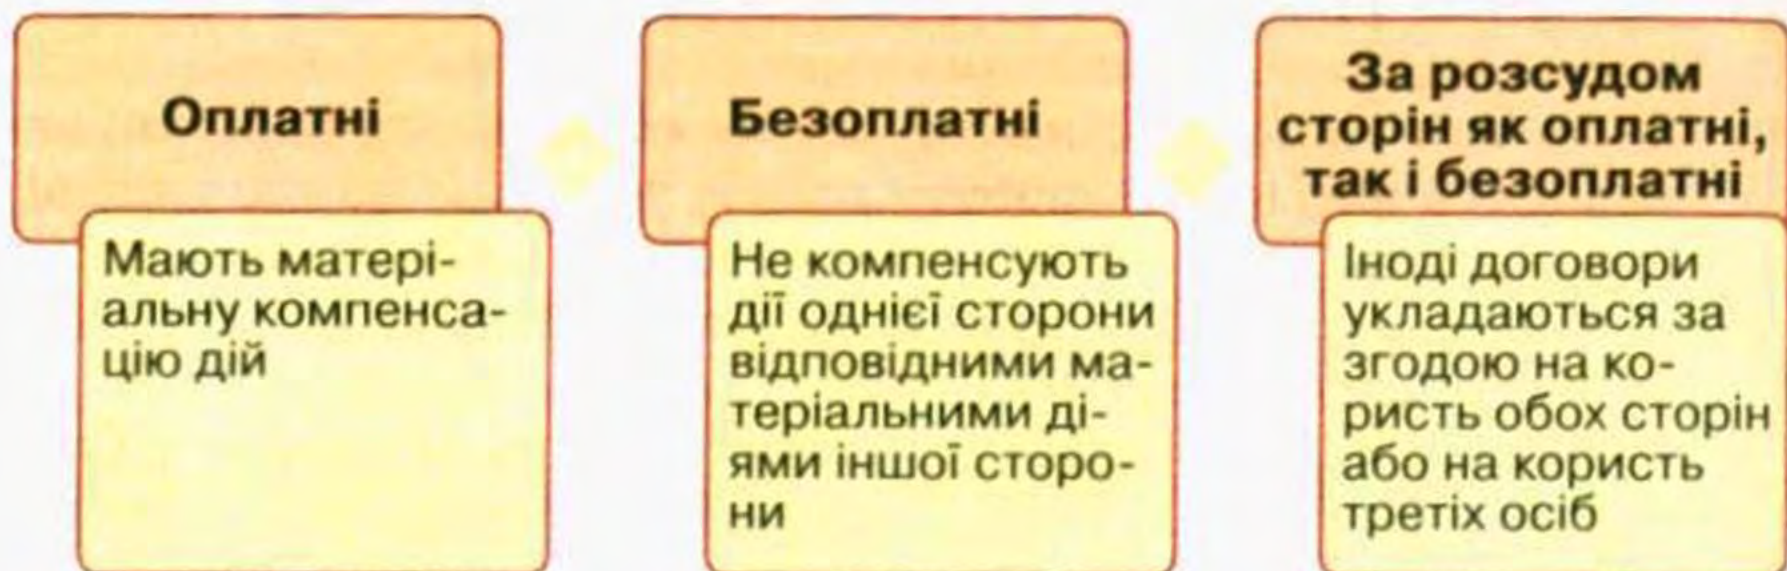 Оплатні
Мають матері-
альну компенса-
цію дій
Безоплатні
Не компенсують
дії однієї сторони
відповідними ма-
теріальними ді-
ями іншої сторо-
ни
За розсудом
сторін як оплатні,
так і безоплатні
Іноді договори
укладаються за
згодою на ко-
ристь обох сторін
або на користь
третіх осіб